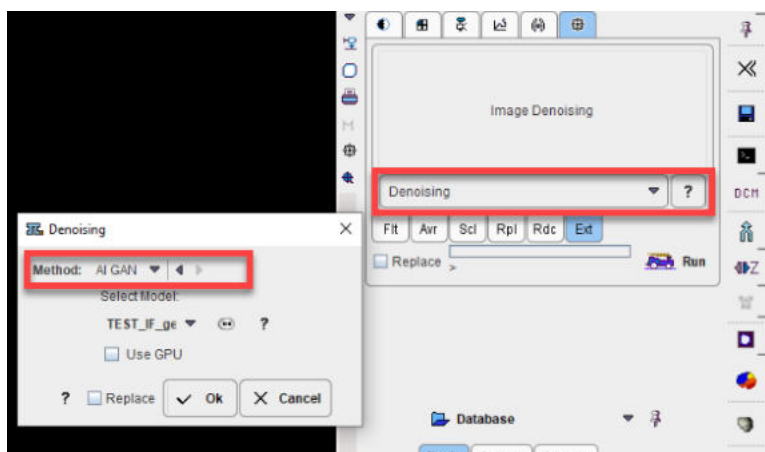 Image Denoising
Denoising
?
DCM
Flt Avr Scl Rpl Rdc Ext
Replace > Run
Z
M
Denoising
Method: AI GAN
Select Model:
TEST_IF_ge ?
Use GPU
? Replace Ok Cancel
Database